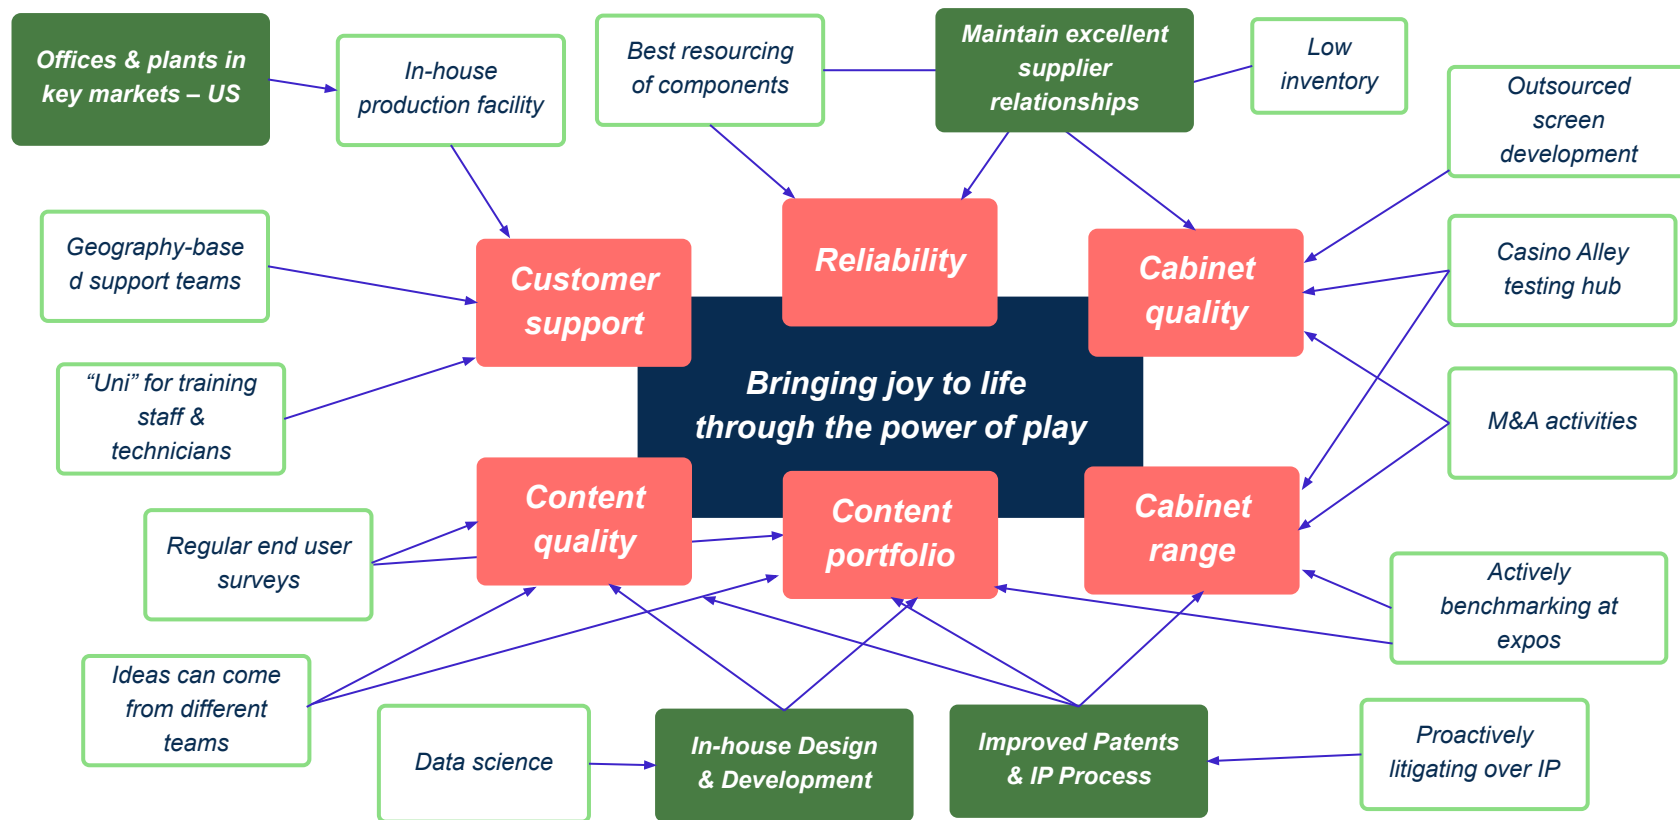 Offices & plants in
key markets – US
In-house
production facility
Best resourcing
of components
Maintain excellent
supplier
relationships
Low
inventory
Outsourced
screen
development
Geography-base
d support teams
Customer
support
Reliability
Cabinet
quality
Casino Alley
testing hub
“Uni” for training
staff &
technicians
Bringing joy to life
through the power of play
M&A activities
Regular end user
surveys
Content
quality
Content
portfolio
Cabinet
range
Actively
benchmarking at
expos
Ideas can come
from different
teams
Data science
In-house Design
& Development
Improved Patents
& IP Process
Proactively
litigating over IP